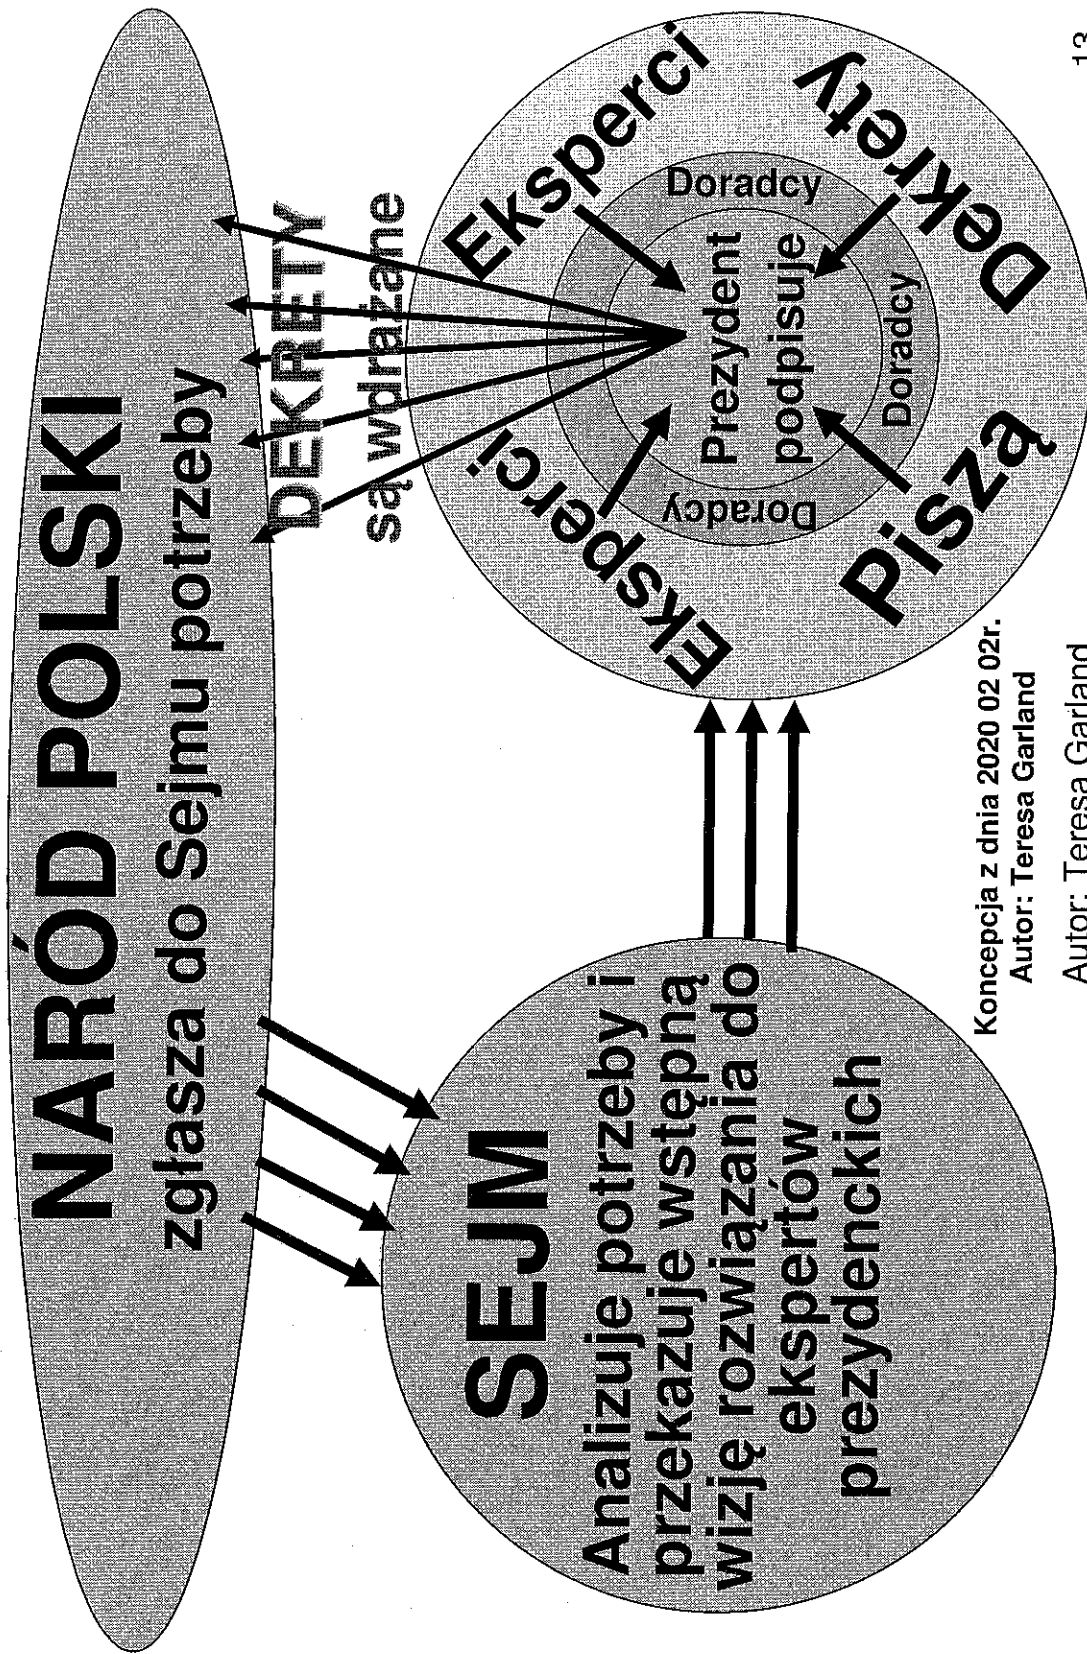 NARÓD POLSKI
zgłasza do Sejmu potrzeby
SEJM
Analizuje potrzeby i
przekazuje wstępną
wizję rozwiązania do
ekspertów
prezydenckich
DEKRETY
są wdrażane
Eksperci
Eksperci
Piszą
Dekrety
Doradcy
Doradcy
Doradcy
Prezydent
podpisuje
Koncepcja z dnia 2020 02 02r.
Autor: Teresa Garland
Autor: Teresa Garland
13